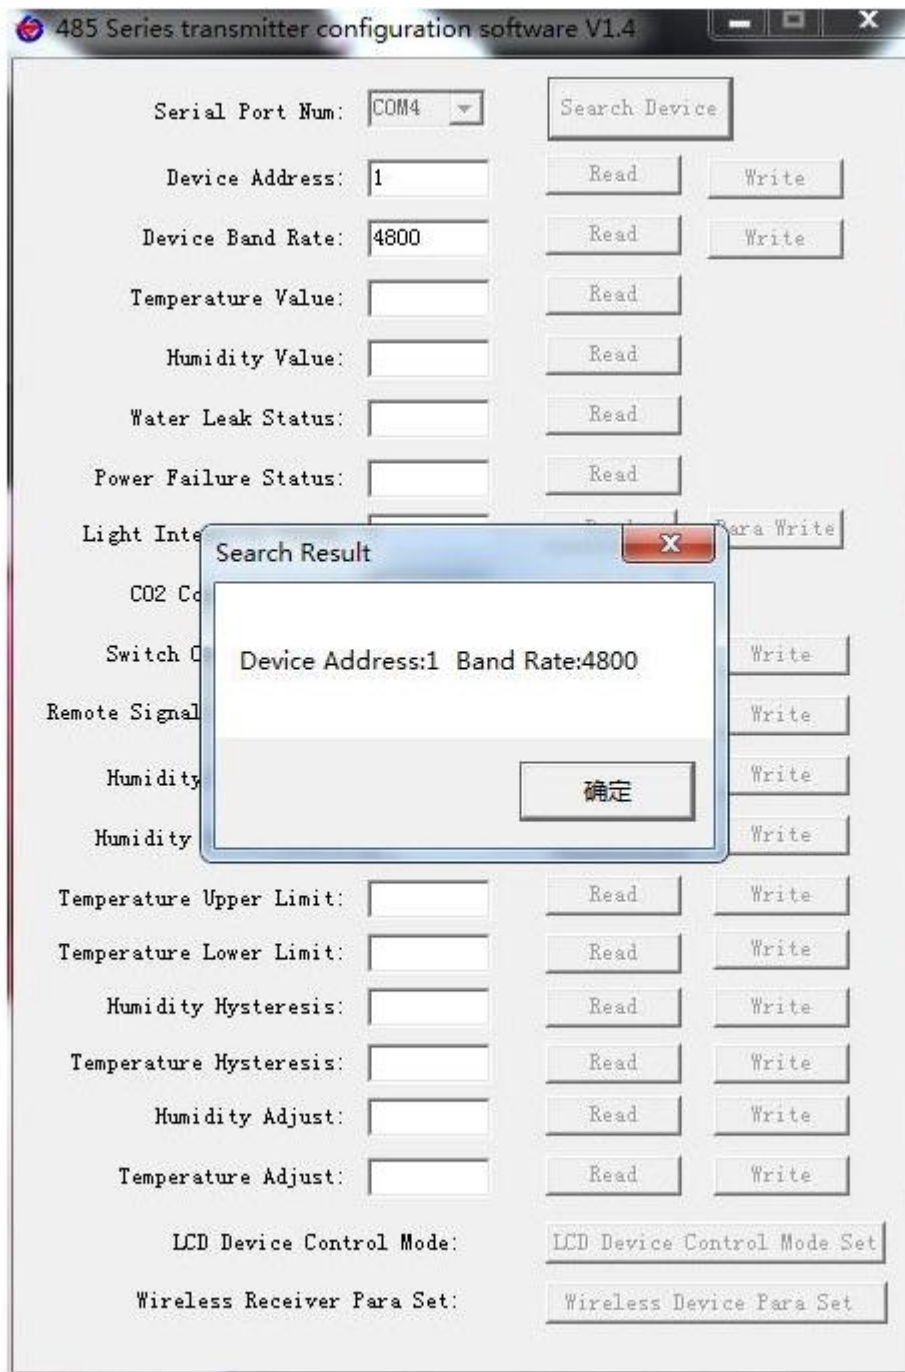 485 Series transmitter configuration software V1.4
Serial Port Num: COM4 Search Device
Device Address: 1 Read Write
Device Band Rate: 4800 Read Write
Temperature Value: Read
Humidity Value: Read
Water Leak Status: Read
Power Failure Status: Read
Light Inte Para Write
Search Result
CO2 Co
Device Address:1 Band Rate:4800
Switch Write
Remote Signal Write
Humidity Write
确定
Humidity Write
Temperature Upper Limit: Read Write
Temperature Lower Limit: Read Write
Humidity Hysteresis: Read Write
Temperature Hysteresis: Read Write
Humidity Adjust: Read Write
Temperature Adjust: Read Write
LCD Device Control Mode: LCD Device Control Mode Set
Wireless Receiver Para Set: Wireless Device Para Set